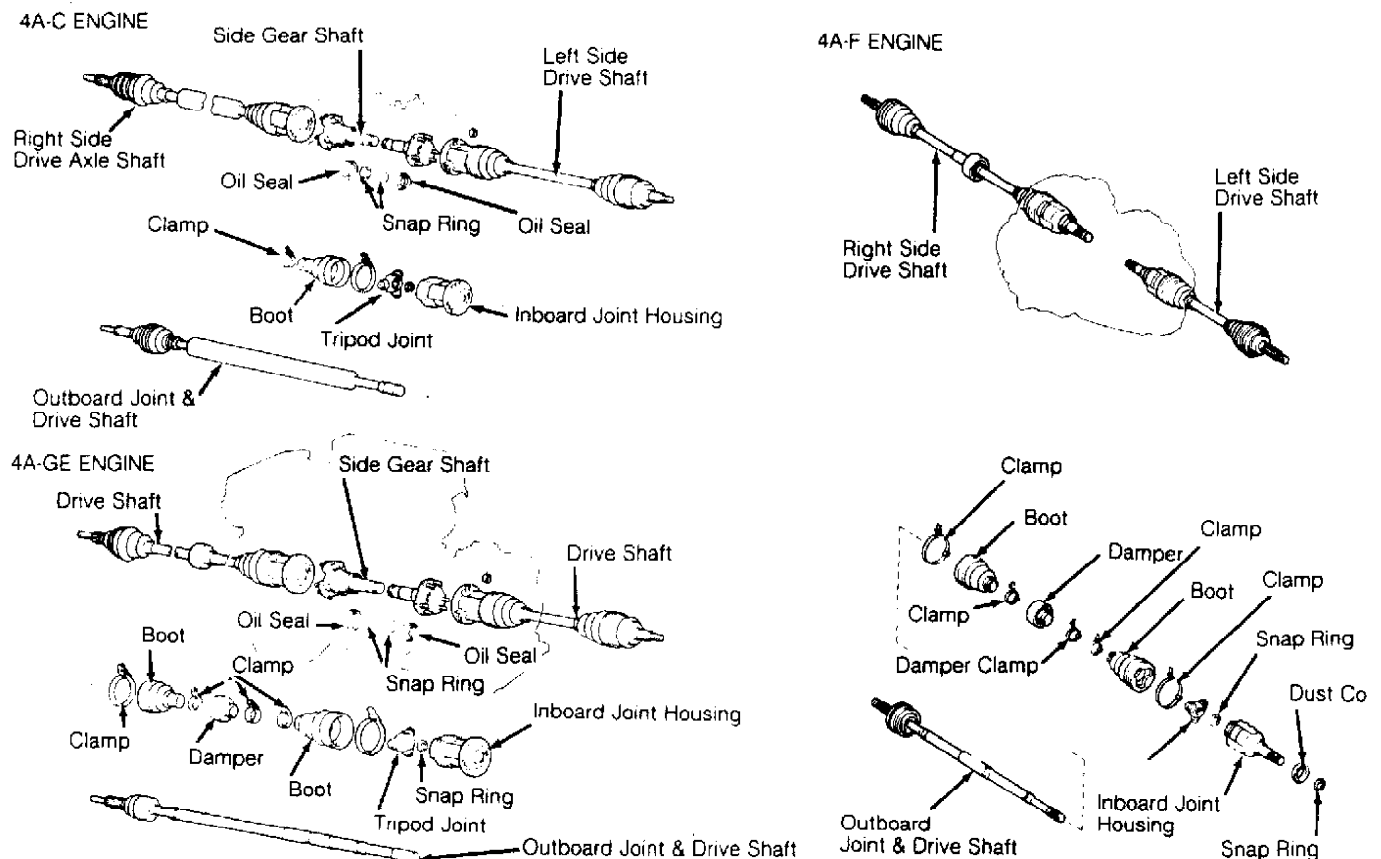 4A-C ENGINE
Side Gear Shaft
Left Side
Drive Shaft
Right Side
Drive Axle Shaft
Oil Seal
Snap Ring
Oil Seal
Clamp
Boot
Tripod Joint
Inboard Joint Housing
Outboard Joint &
Drive Shaft
4A-F ENGINE
Right Side
Drive Shaft
Left Side
Drive Shaft
4A-GE ENGINE
Drive Shaft
Side Gear Shaft
Drive Shaft
Oil Seal
Oil Seal
Snap Ring
Boot
Clamp
Clamp
Damper
Boot
Inboard Joint Housing
Snap Ring
Tripod Joint
Outboard Joint & Drive Shaft
Clamp
Boot
Clamp
Damper
Clamp
Boot
Clamp
Damper Clamp
Snap Ring
Dust Co
Inboard Joint
Housing
Outboard
Joint & Drive Shaft
Snap Ring